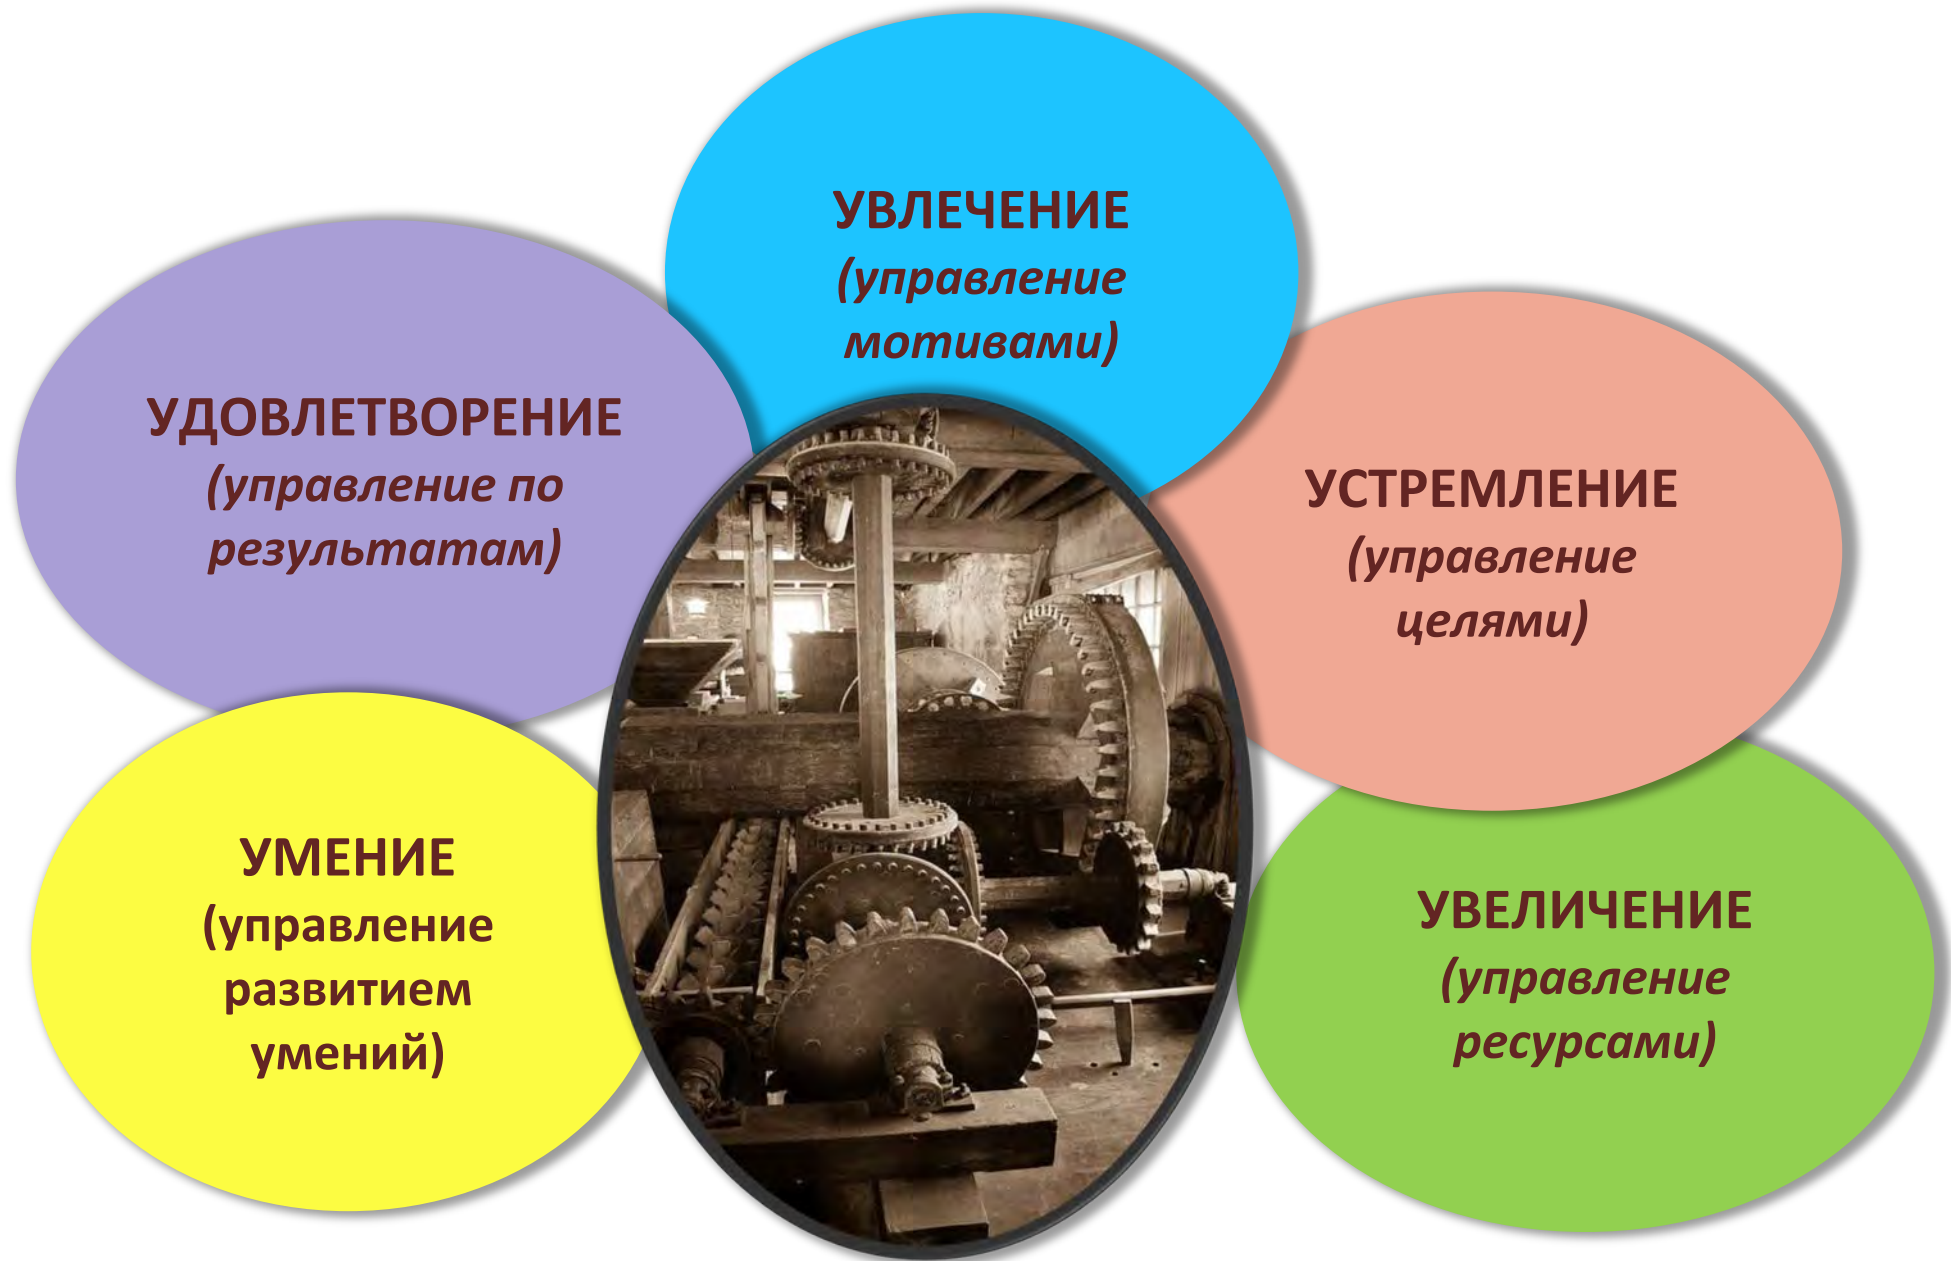 УВЛЕЧЕНИЕ
(управление
мотивами)
УДОВЛЕТВОРЕНИЕ
(управление по
результатам)
УСТРЕМЛЕНИЕ
(управление
целями)
УМЕНИЕ
(управление
развитием
умений)
УВЕЛИЧЕНИЕ
(управление
ресурсами)